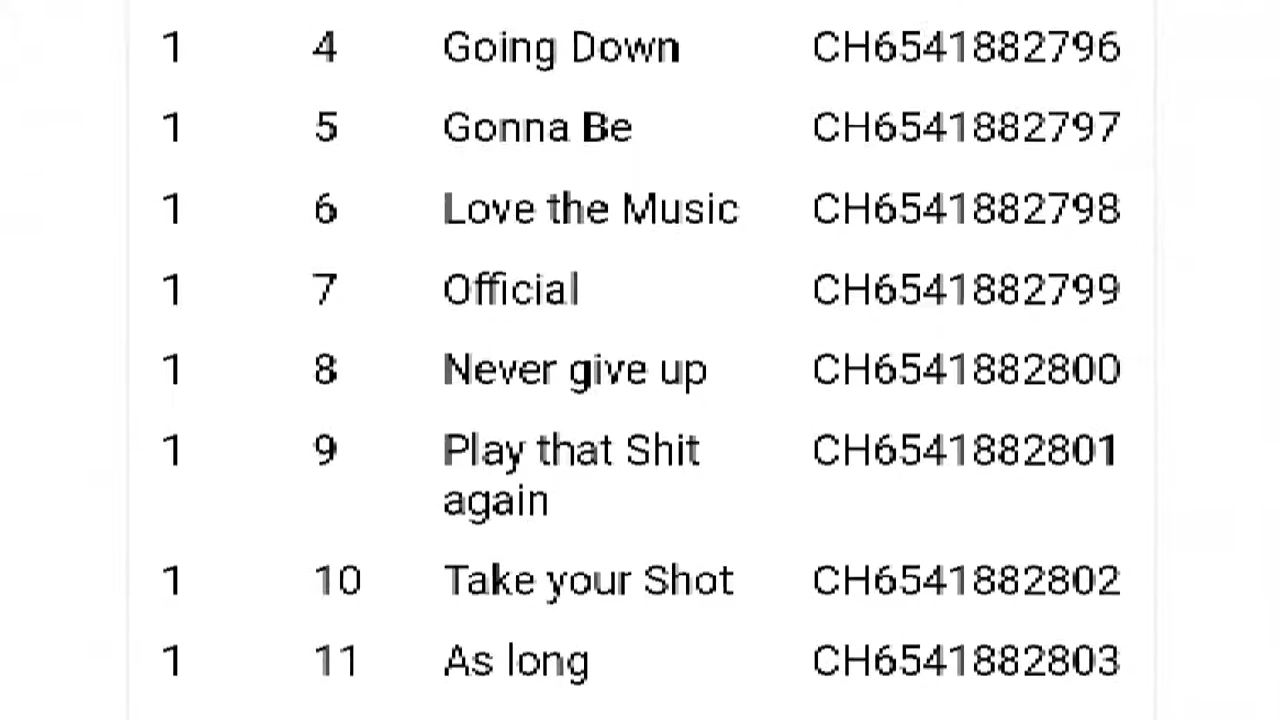 1 4 Going Down CH6541882796
1 5 Gonna Be CH6541882797
1 6 Love the Music CH6541882798
1 7 Official CH6541882799
1 8 Never give up CH6541882800
1 9 Play that Shit CH6541882801
again
1 10 Take your Shot CH6541882802
1 11 As long CH6541882803